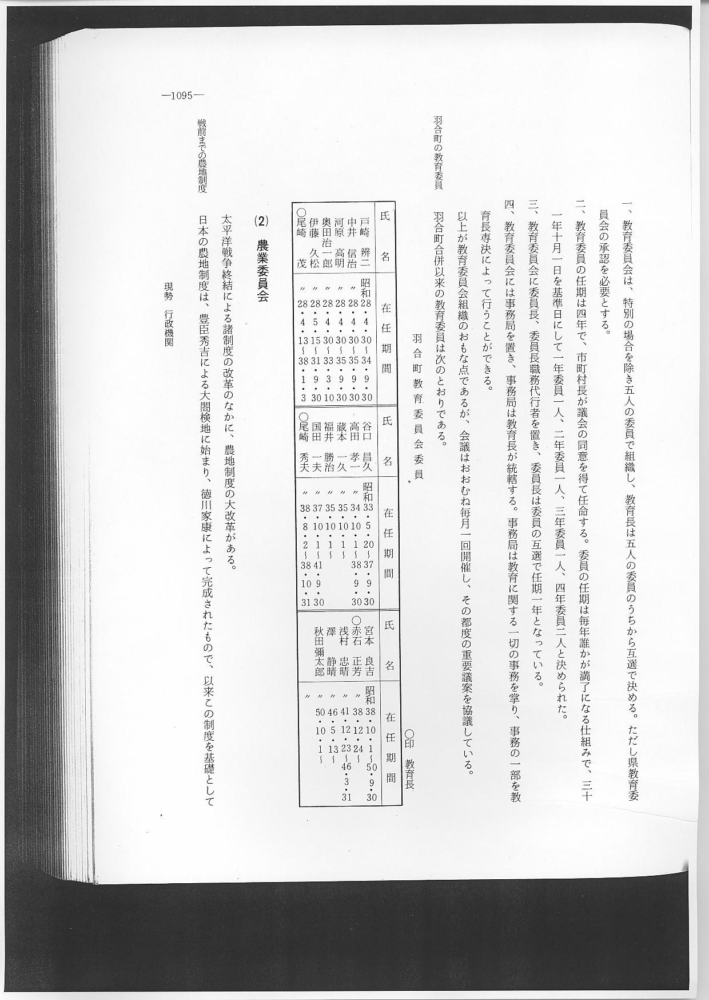 一、教育委員会は、特別の場合を除き五人の委員で組織し、教育長は五人の委員のうちから互選で決める。ただし県教育委
員会の承認を必要とする。
二、教育委員の任期は四年で、市町村長が議会の同意を得て任命する。委員の任期は毎年誰かが満了になる仕組みで、三十
一年十月一日を基準日にして一年委員一人、二年委員一人、三年委員一人、四年委員二人と決められた。
三、教育委員会に委員長、委員長職務代行者を置き、委員長は委員の互選で任期一年となっている。
四、教育委員会には事務局を置き、事務局は教育長が統轄する。事務局は教育に関する一切の事務を掌り、事務の一部を教
育長専決によって行うことができる。
以上が教育委員会組織のおもな点であるが、会議はおおむね毎月一回開催し、その都度の重要議案を協議している。
羽合町の教育委員
羽合町合併以来の教育委員は次のとおりである。
羽合町教育委員会委員
〇印 教育長
氏名 在任期間
戸崎 辨二 昭和28・4・30〜34・9・30
中井 信治 〃28・4・30〜35・9・30
河原 高明 〃28・4・30〜35・9・30
奥田治一郎 〃28・4・30〜33・3・10
伊藤 久松 〃28・5・15〜31・9・30
〇尾崎 茂 〃28・4・13〜38・1・3
氏名 在任期間
谷口 昌久 昭和33・5・20〜37・9・30
高田 孝一 〃34・10・1〜38・9・30
蔵本 一久 〃35・10・1〜
福井 勝治 〃35・10・1〜
国田 一夫 〃37・10・1〜41・9・30
〇尾崎 秀夫 〃38・8・2〜38・10・31
氏名 在任期間
宮本 良吉 昭和38・10・1〜50・9・30
〇赤石 正芳 〃38・12・24〜
浅村 忠晴 〃41・12・23〜46・3・31
澤 静晴 〃46・5・13〜
秋田彌太郎 〃50・10・1〜
〃
(2) 農業委員会
太平洋戦争終結による諸制度の改革のなかに、農地制度の大改革がある。
戦前までの農地制度
日本の農地制度は、豊臣秀吉による大閤検地に始まり、徳川家康によって完成されたもので、以来この制度を基礎として
現勢 行政機関
—1095—